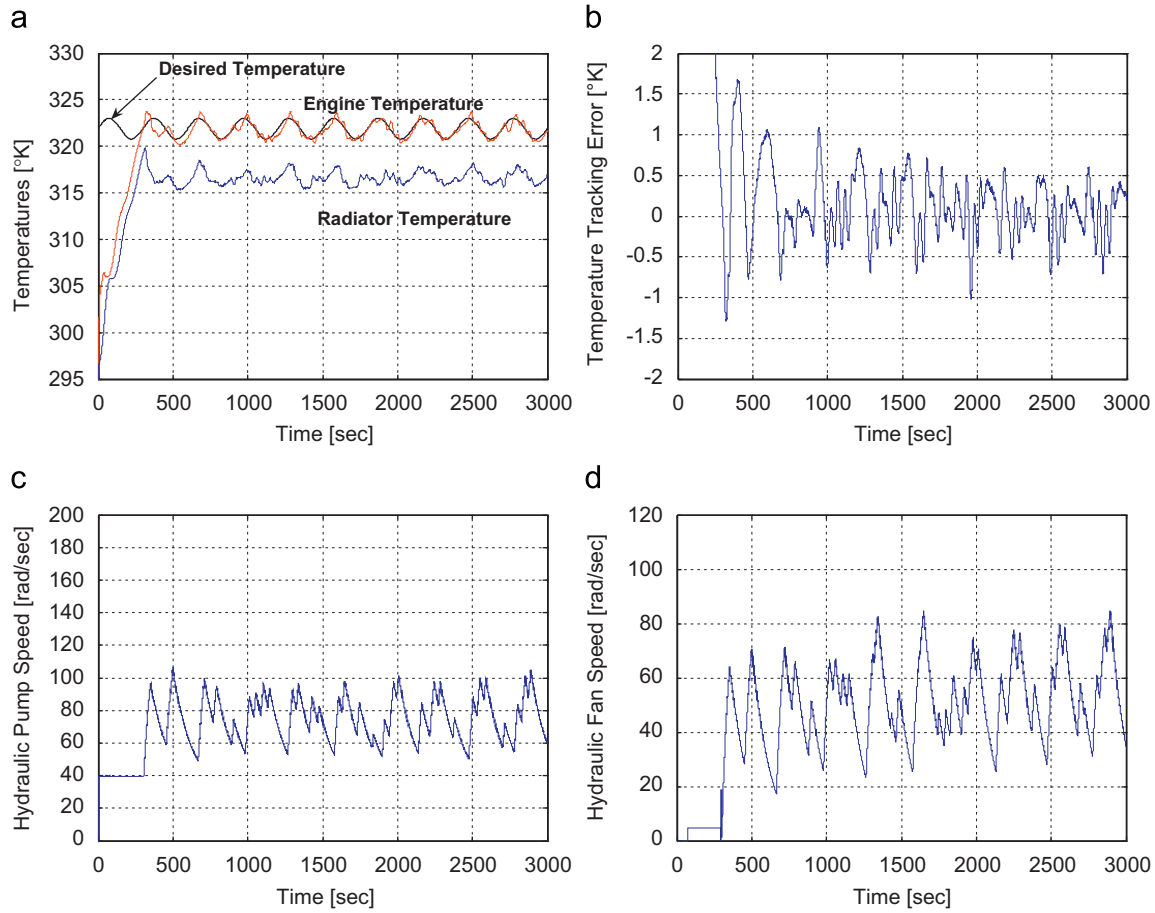 a
330
325
320
315
310
305
300
295
Temperatures [°K]
Desired Temperature
Engine Temperature
Radiator Temperature
0 500 1000 1500 2000 2500 3000
Time [sec]
b
2
1.5
1
0.5
0
-0.5
-1
-1.5
-2
Temperature Tracking Error [°K]
0 500 1000 1500 2000 2500 3000
Time [sec]
c
200
180
160
140
120
100
80
60
40
20
0
Hydraulic Pump Speed [rad/sec]
0 500 1000 1500 2000 2500 3000
Time [sec]
d
120
100
80
60
40
20
0
Hydraulic Fan Speed [rad/sec]
0 500 1000 1500 2000 2500 3000
Time [sec]